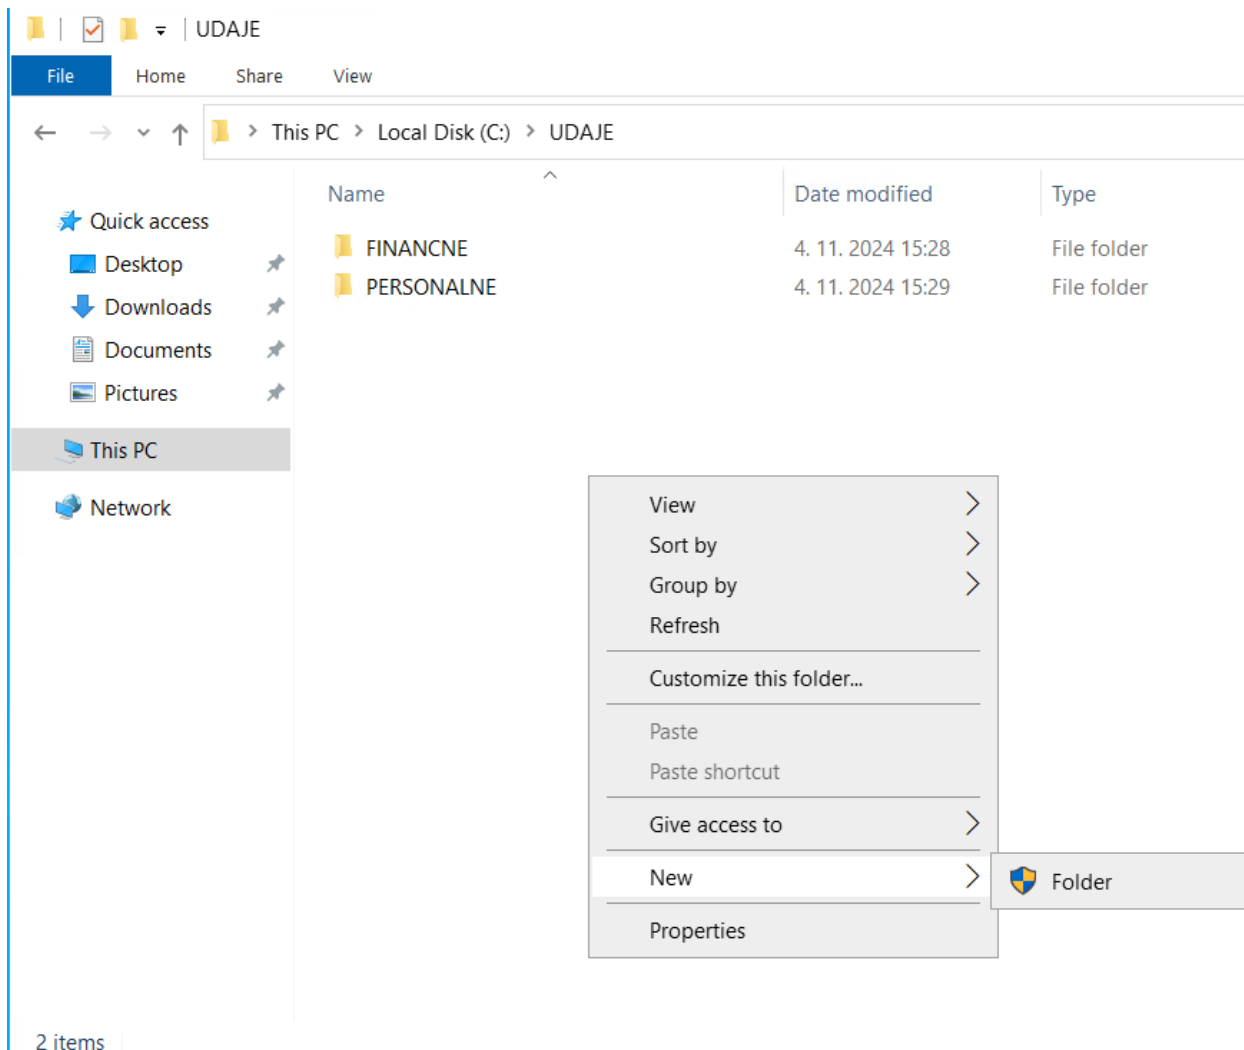 UDAJE
File Home Share View
This PC Local Disk (C:) UDAJE
Name Date modified Type
Quick access
Desktop
Downloads
Documents
Pictures
This PC
Network
FINANCNE 4. 11. 2024 15:28 File folder
PERSONALNE 4. 11. 2024 15:29 File folder
View
Sort by
Group by
Refresh
Customize this folder...
Paste
Paste shortcut
Give access to
New
Folder
Properties
2 items